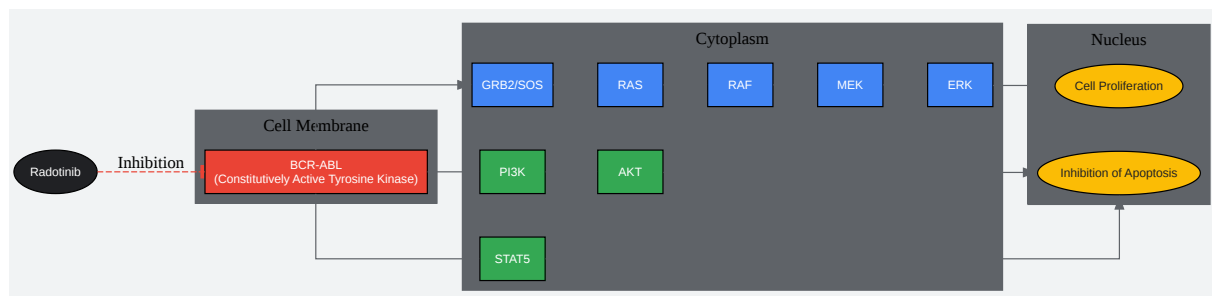 Cytoplasm
Nucleus
GRB2/SOS
RAS
RAF
MEK
ERK
Cell Proliferation
Cell Membrane
Radotinib
Inhibition
BCR-ABL
(Constitutively Active Tyrosine Kinase)
PI3K
AKT
Inhibition of Apoptosis
STAT5